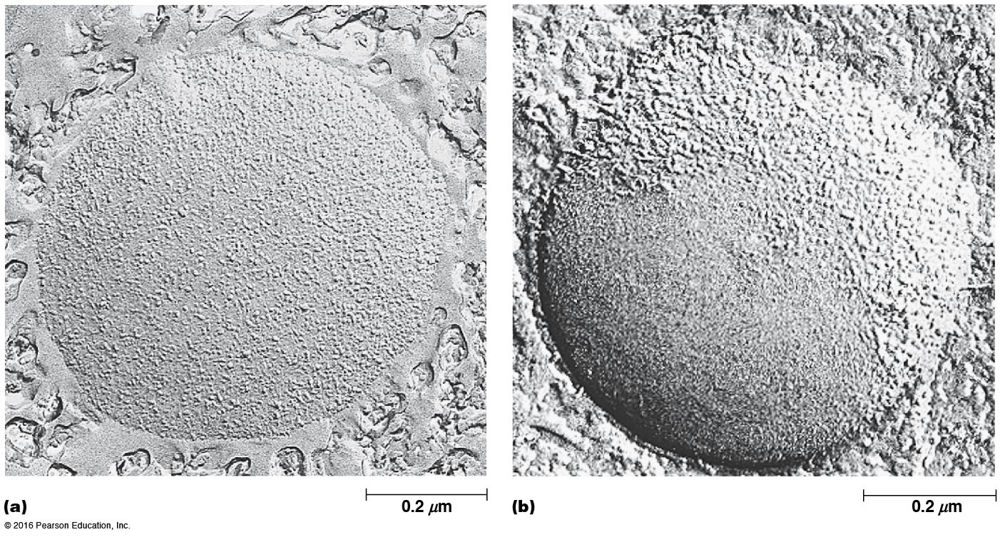 (a)
0.2 μm
(b)
0.2 μm
© 2016 Pearson Education, Inc.